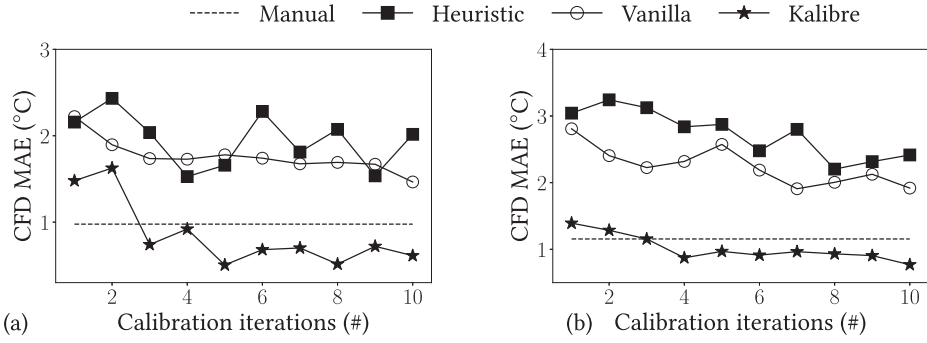 Manual Heuristic Vanilla Kalibre
3
2
1
CFD MAE (°C)
2 4 6 8 10
(a) Calibration iterations (#)
4
3
2
1
CFD MAE (°C)
2 4 6 8 10
(b) Calibration iterations (#)